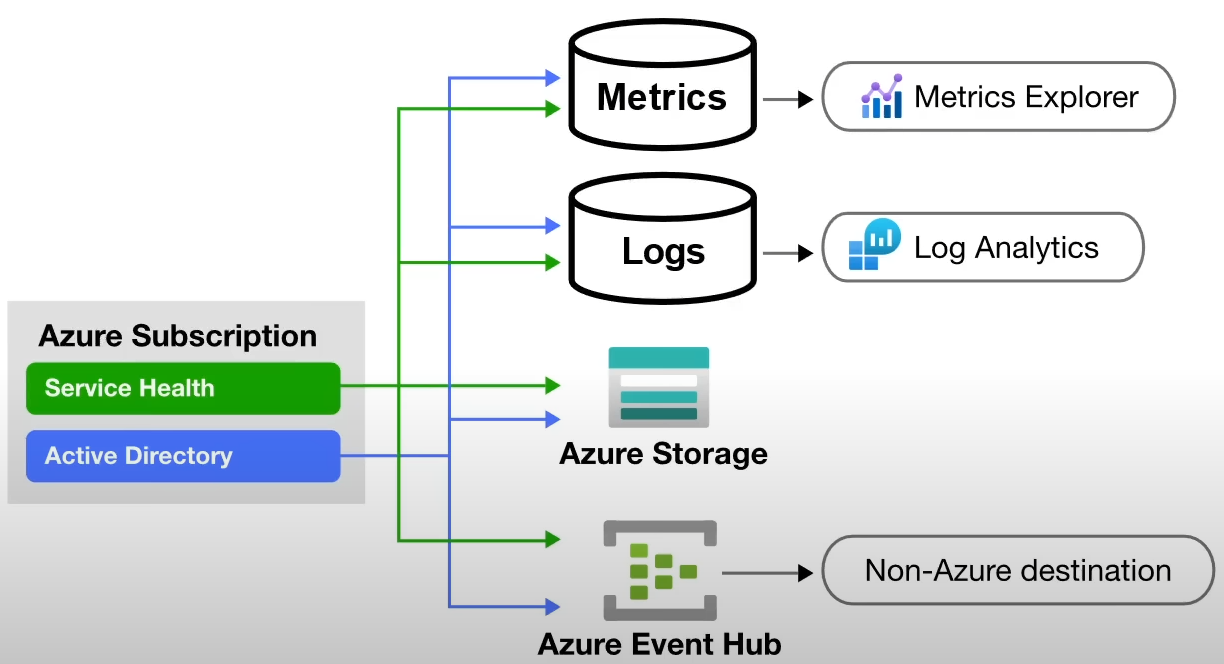 Metrics
Metrics Explorer
Logs
Log Analytics
Azure Subscription
Service Health
Active Directory
Azure Storage
Azure Event Hub
Non-Azure destination